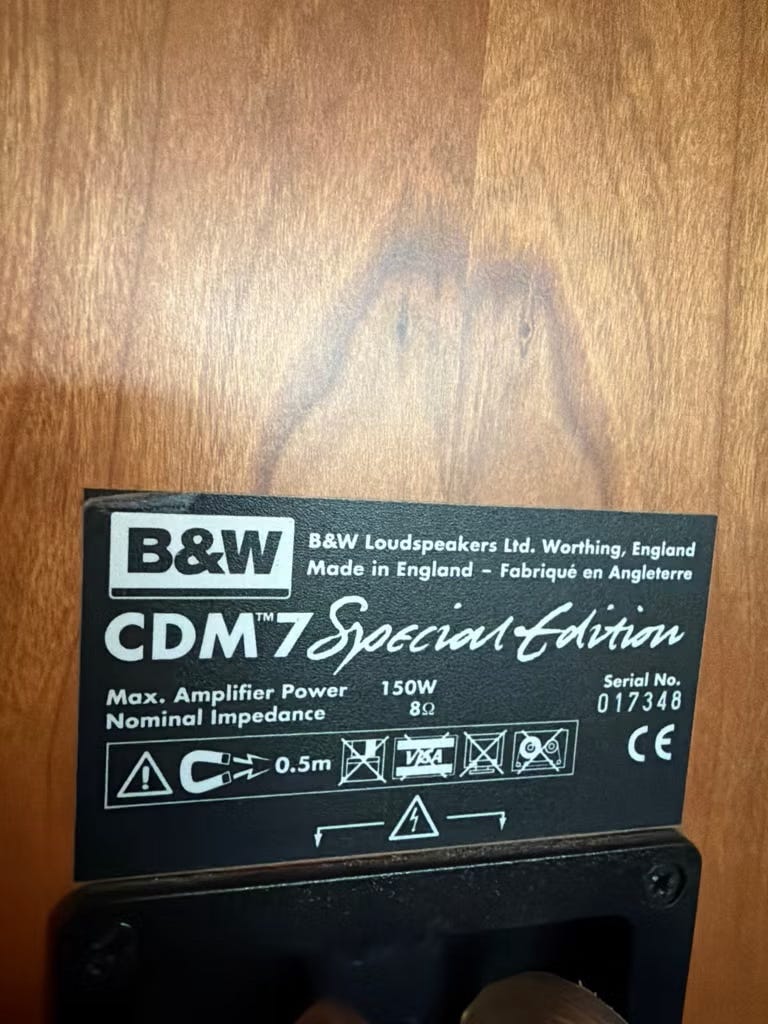 B&W
B&W Loudspeakers Ltd. Worthing, England
Made in England – Fabriqué en Angleterre
CDM™7 Special Edition
Max. Amplifier Power 150W
Nominal Impedance 8Ω
Serial No.
017348
0.5m
VISA
CE